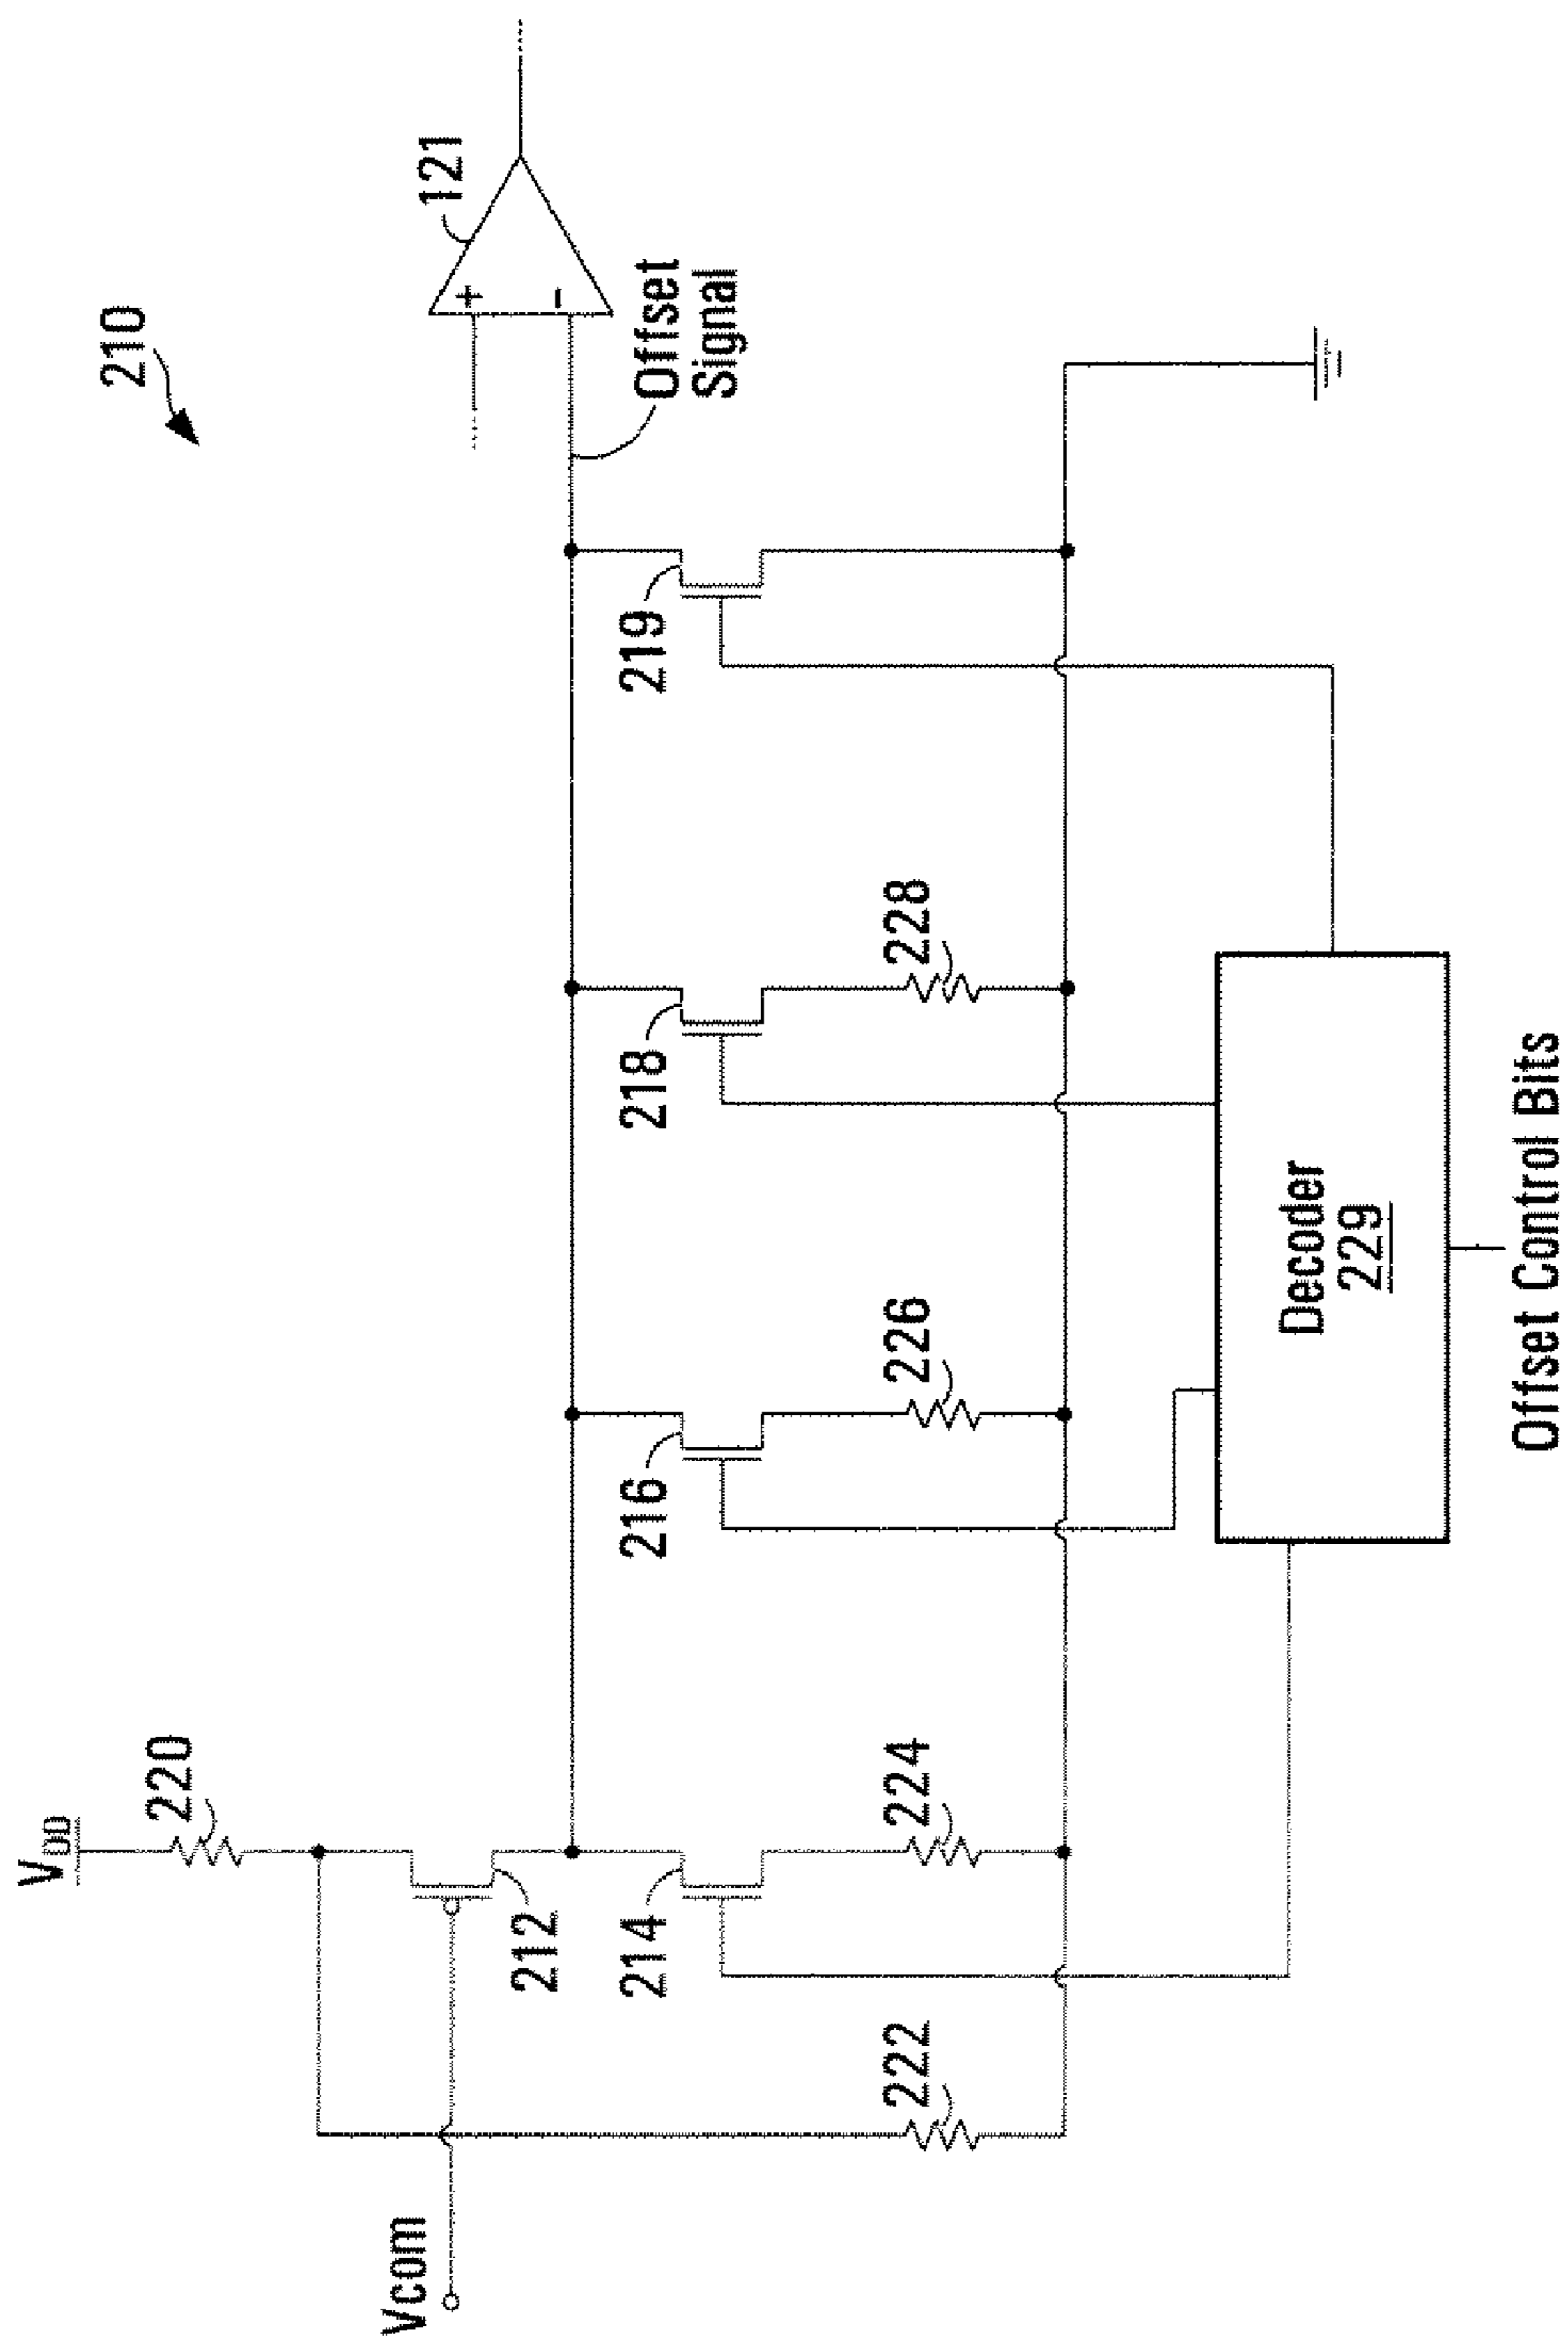 210
121
+
-
Offset
Signal
VDD
220
Vcom
212
214
216
218
219
222
224
226
228
Decoder
229
Offset Control Bits